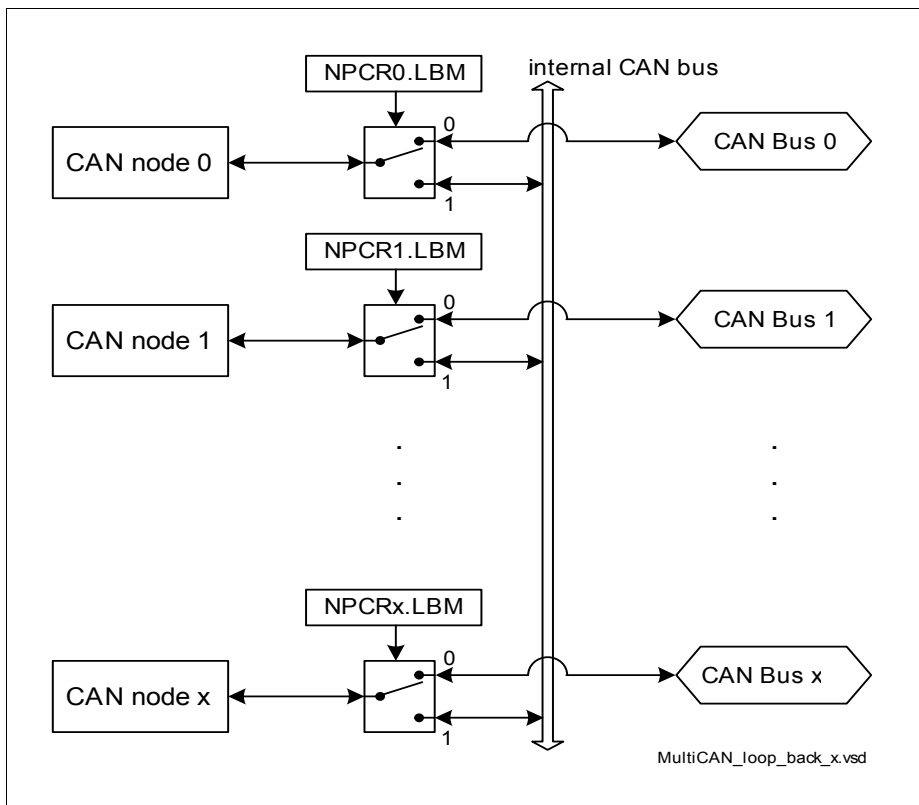 NPCR0.LBM
internal CAN bus
CAN node 0
0
1
CAN Bus 0
NPCR1.LBM
CAN node 1
0
1
CAN Bus 1
.
.
.
.
.
.
NPCRx.LBM
CAN node x
0
1
CAN Bus x
MultiCAN_loop_back_x.vsd